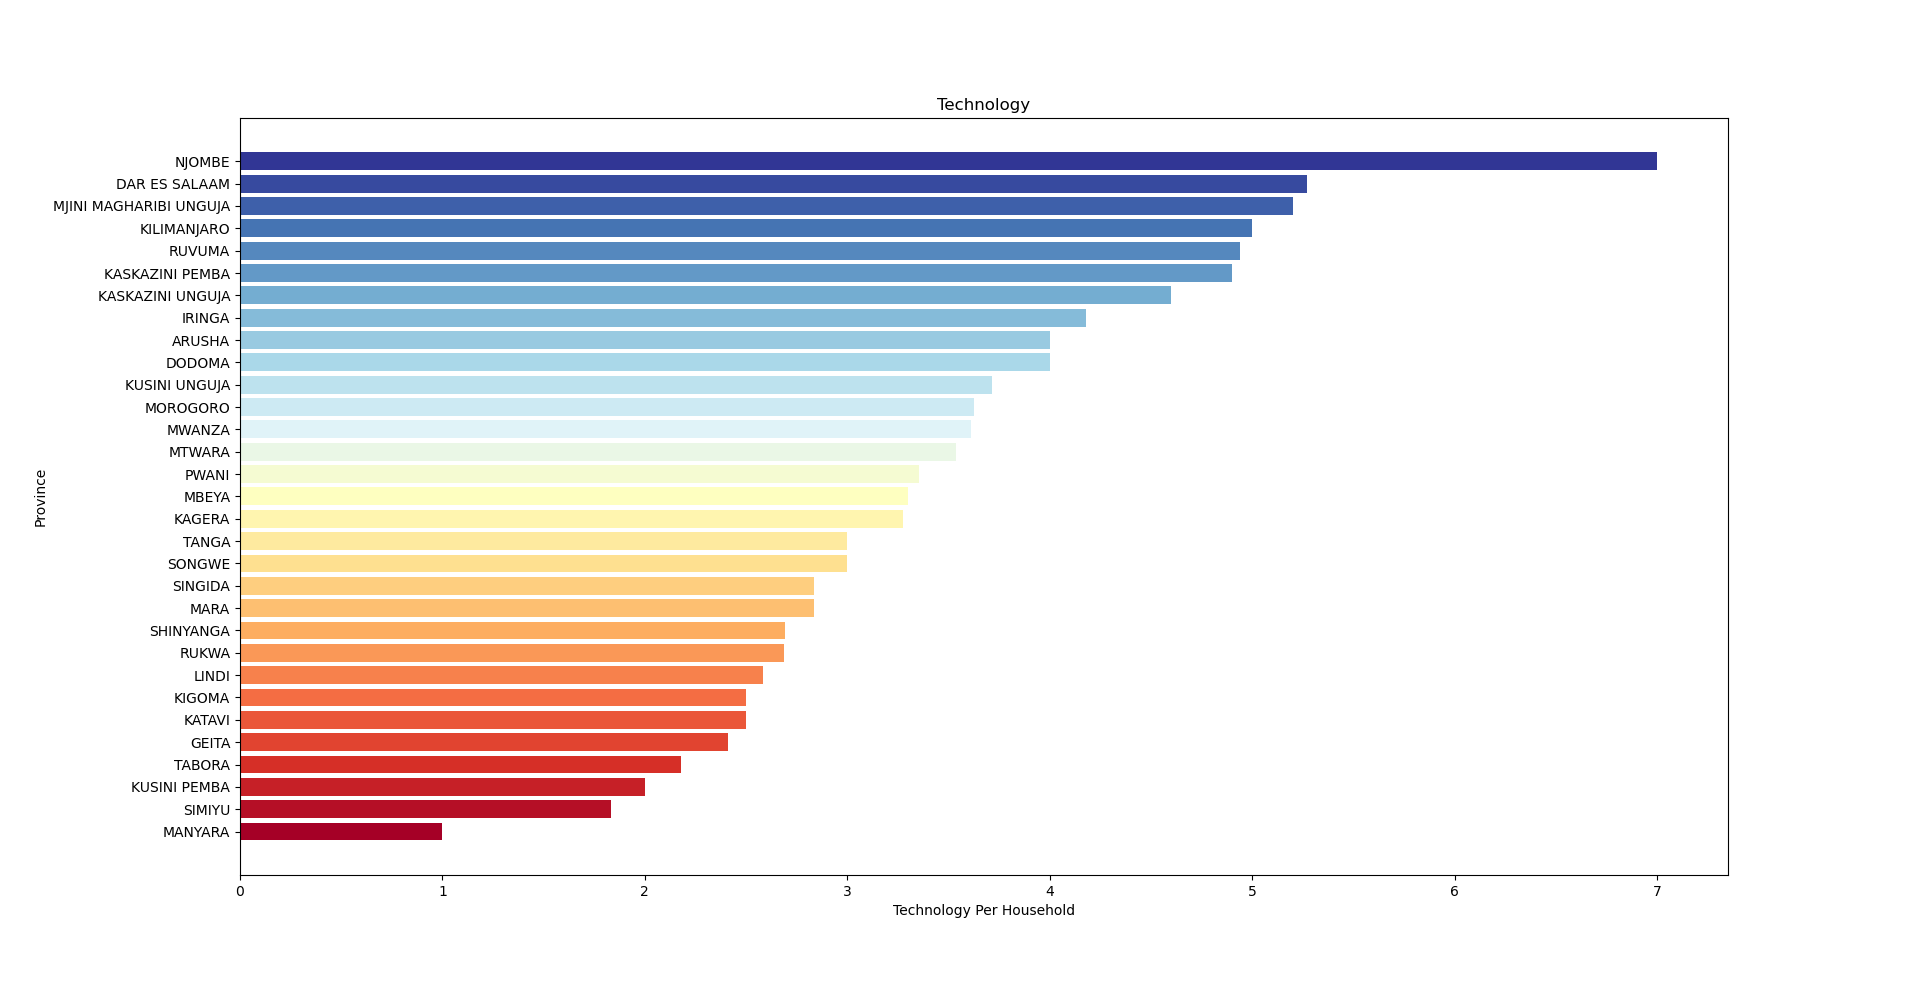 Technology
NJOMBE
DAR ES SALAAM
MJINI MAGHARIBI UNGUJA
KILIMANJARO
RUVUMA
KASKAZINI PEMBA
KASKAZINI UNGUJA
IRINGA
ARUSHA
DODOMA
KUSINI UNGUJA
MOROGORO
MWANZA
MTWARA
PWANI
MBEYA
KAGERA
TANGA
SONGWE
SINGIDA
MARA
SHINYANGA
RUKWA
LINDI
KIGOMA
KATAVI
GEITA
TABORA
KUSINI PEMBA
SIMIYU
MANYARA
Province
0 1 2 3 4 5 6 7
Technology Per Household